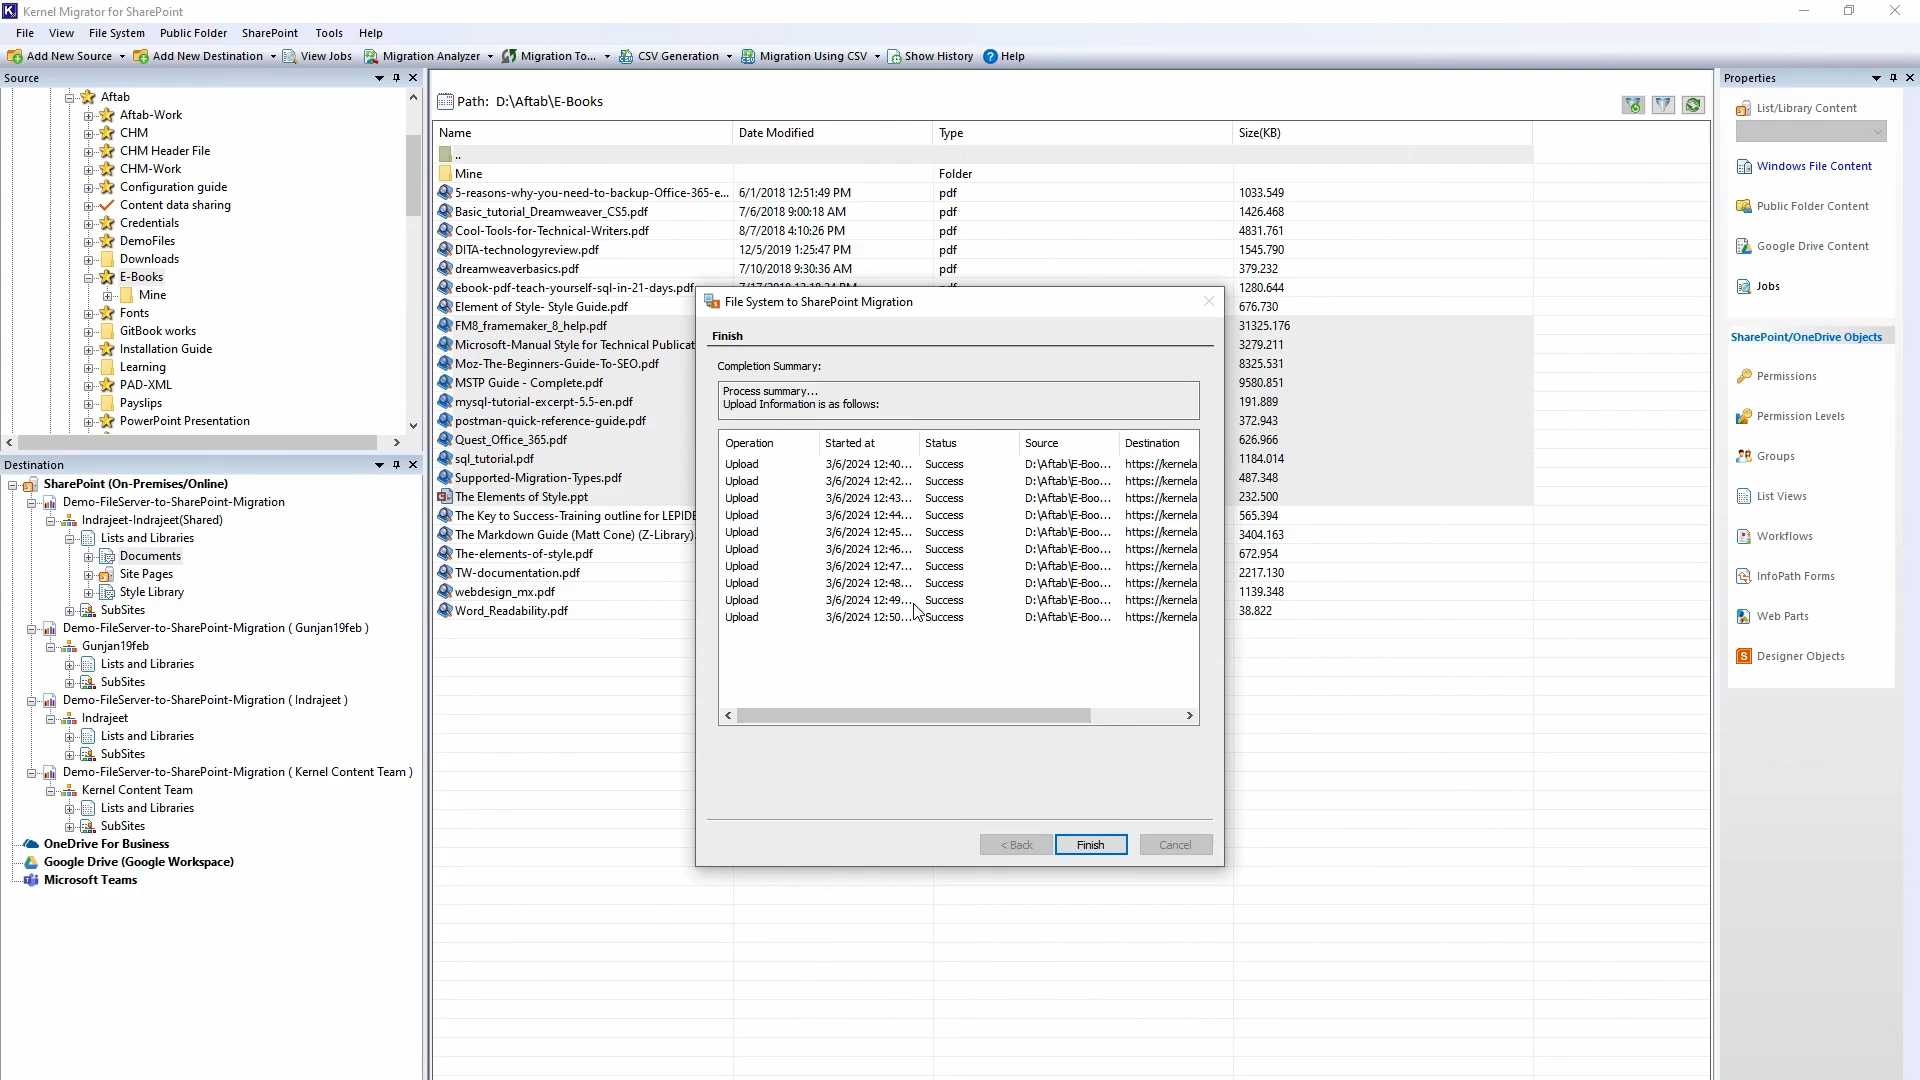 Kernel Migrator for SharePoint
File View File System Public Folder SharePoint Tools Help
Add New Source Add New Destination View Jobs Migration Analyzer Migration To... CSV Generation Migration Using CSV Show History Help
Source
Aftab
Aftab-Work
CHM
CHM Header File
CHM-Work
Configuration guide
Content data sharing
Credentials
DemoFiles
Downloads
E-Books
Mine
Fonts
GitBook works
Installation Guide
Learning
PAD-XML
Payslips
PowerPoint Presentation
Destination
SharePoint (On-Premises/Online)
Demo-FileServer-to-SharePoint-Migration
Indrajeet-Indrajeet(Shared)
Lists and Libraries
Documents
Site Pages
Style Library
SubSites
Demo-FileServer-to-SharePoint-Migration ( Gunjan19feb )
Gunjan19feb
Lists and Libraries
SubSites
Demo-FileServer-to-SharePoint-Migration ( Indrajeet )
Indrajeet
Lists and Libraries
SubSites
Demo-FileServer-to-SharePoint-Migration ( Kernel Content Team )
Kernel Content Team
Lists and Libraries
SubSites
OneDrive For Business
Google Drive (Google Workspace)
Microsoft Teams
Path: D:\Aftab\E-Books
Name Date Modified Type Size(KB)
..
Mine Folder
5-reasons-why-you-need-to-backup-Office-365-e... 6/1/2018 12:51:49 PM pdf 1033.549
Basic_tutorial_Dreamweaver_CS5.pdf 7/6/2018 9:00:18 AM pdf 1426.468
Cool-Tools-for-Technical-Writers.pdf 8/7/2018 4:10:26 PM pdf 4831.761
DITA-technologyreview.pdf 12/5/2019 1:25:47 PM pdf 1545.790
dreamweaverbasics.pdf 7/10/2018 9:30:36 AM pdf 379.232
ebook-pdf-teach-yourself-sql-in-21-days.pdf 1280.644
Element of Style- Style Guide.pdf 676.730
FM8_framemaker_8_help.pdf 31325.176
Microsoft-Manual Style for Technical Publicat 3279.211
Moz-The-Beginners-Guide-To-SEO.pdf 8325.531
MSTP Guide - Complete.pdf 9580.851
mysql-tutorial-excerpt-5.5-en.pdf 191.889
postman-quick-reference-guide.pdf 372.943
Quest_Office_365.pdf 626.966
sql_tutorial.pdf 1184.014
Supported-Migration-Types.pdf 487.348
The Elements of Style.ppt 232.500
The Key to Success-Training outline for LEPIDE 565.394
The Markdown Guide (Matt Cone) (Z-Library). 3404.163
The-elements-of-style.pdf 672.954
TW-documentation.pdf 2217.130
webdesign_mx.pdf 1139.348
Word_Readability.pdf 38.822
File System to SharePoint Migration
Finish
Completion Summary:
Process summary...
Upload Information is as follows:
Operation Started at Status Source Destination
Upload 3/6/2024 12:40... Success D:\Aftab\E-Boo... https://kernela
Upload 3/6/2024 12:42... Success D:\Aftab\E-Boo... https://kernela
Upload 3/6/2024 12:43... Success D:\Aftab\E-Boo... https://kernela
Upload 3/6/2024 12:44... Success D:\Aftab\E-Boo... https://kernela
Upload 3/6/2024 12:45... Success D:\Aftab\E-Boo... https://kernela
Upload 3/6/2024 12:46... Success D:\Aftab\E-Boo... https://kernela
Upload 3/6/2024 12:47... Success D:\Aftab\E-Boo... https://kernela
Upload 3/6/2024 12:48... Success D:\Aftab\E-Boo... https://kernela
Upload 3/6/2024 12:49... Success D:\Aftab\E-Boo... https://kernela
Upload 3/6/2024 12:50... Success D:\Aftab\E-Boo... https://kernela
< Back Finish Cancel
Properties
List/Library Content
Windows File Content
Public Folder Content
Google Drive Content
Jobs
SharePoint/OneDrive Objects
Permissions
Permission Levels
Groups
List Views
Workflows
InfoPath Forms
Web Parts
Designer Objects